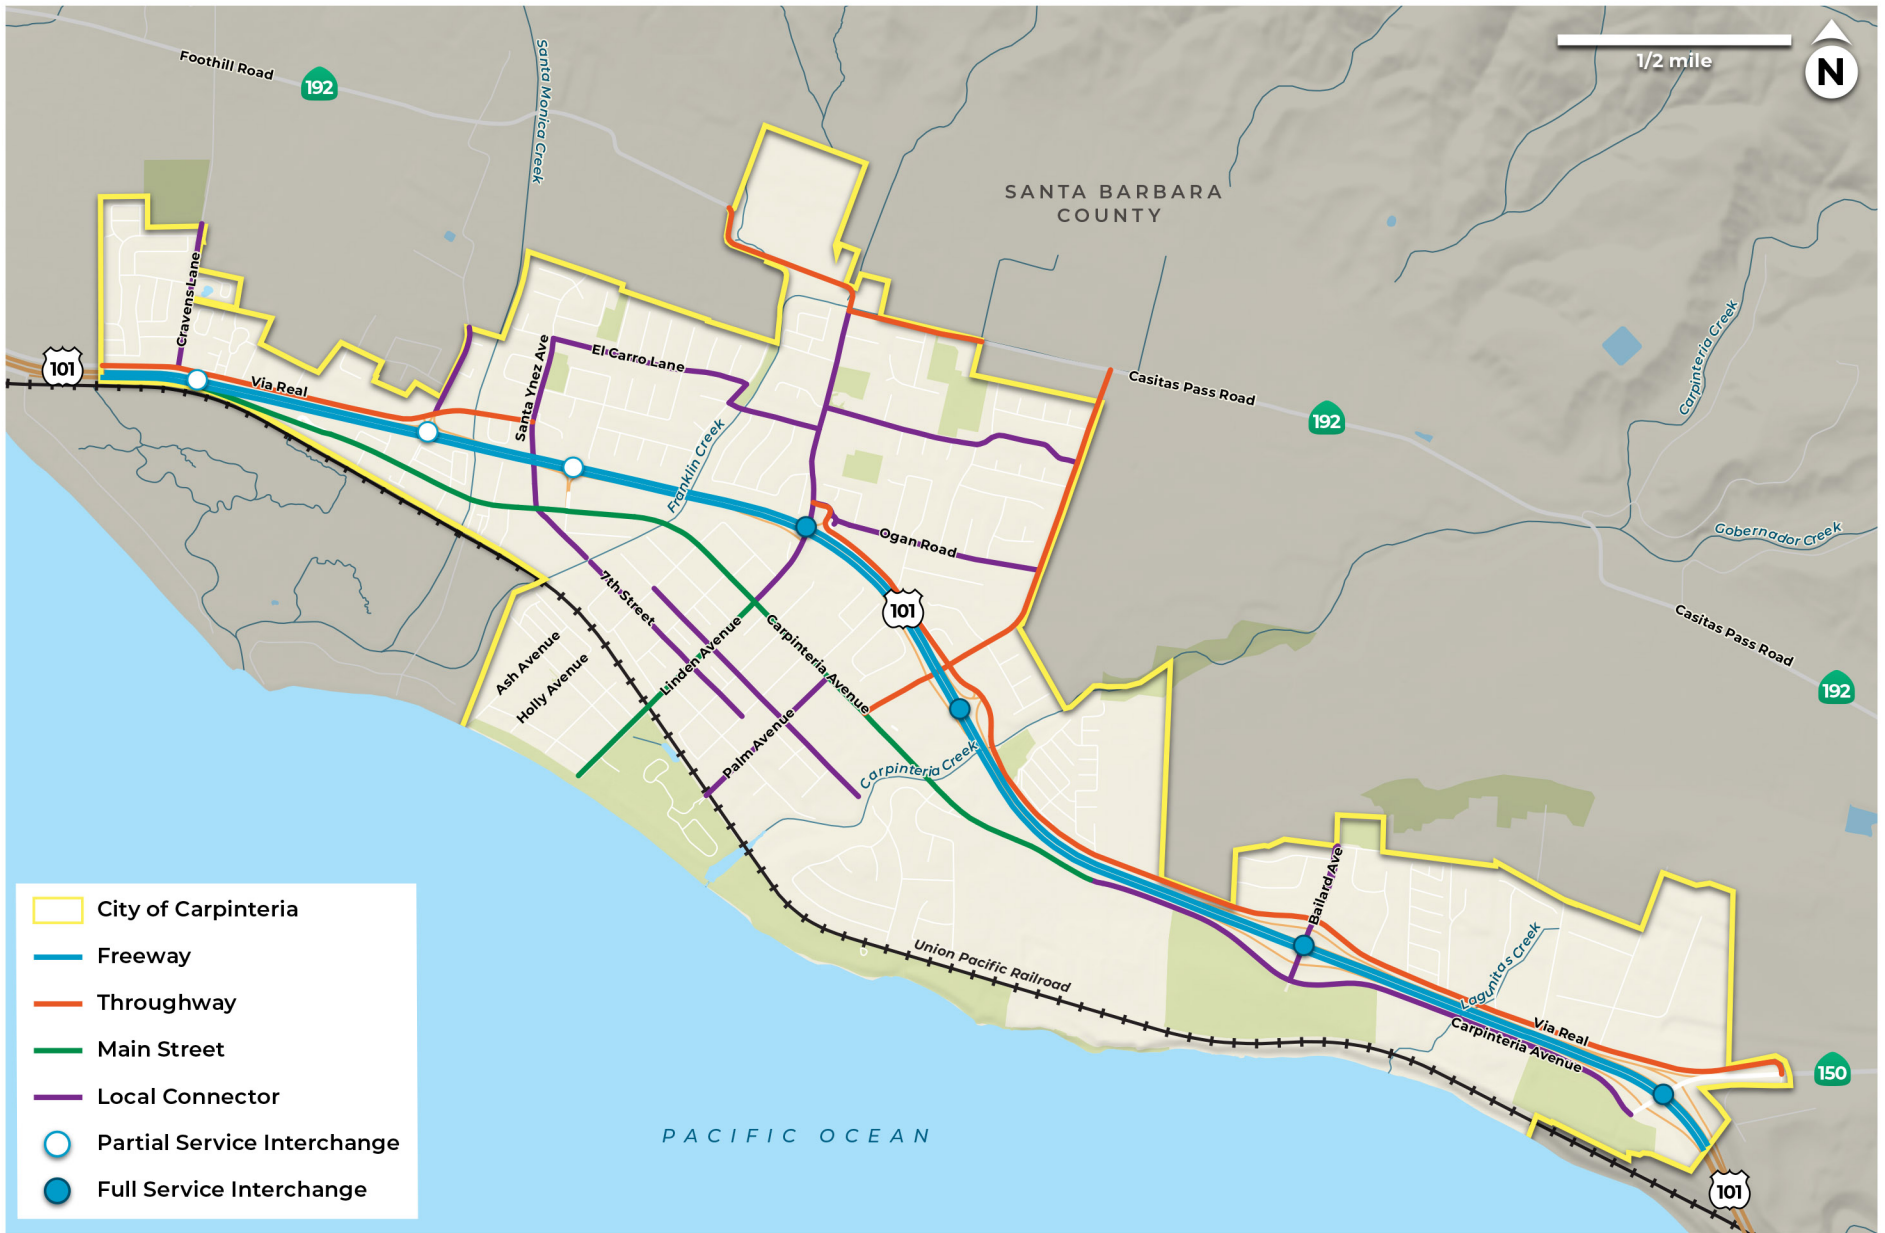 Foothill Road
192
Santa Monica Creek
1/2 mile
N
SANTA BARBARA
COUNTY
Cravens Lane
101
Via Real
Santa Ynez Ave
El Carro Lane
Franklin Creek
Casitas Pass Road
192
Carpinteria Creek
Gobernador Creek
Ogan Road
101
7th Street
Linden Avenue
Carpinteria Avenue
Ash Avenue
Holly Avenue
Palm Avenue
Carpinteria Creek
Casitas Pass Road
192
Bailard Ave
Union Pacific Railroad
Lagunitas Creek
Via Real
Carpinteria Avenue
150
101
PACIFIC OCEAN
City of Carpinteria
Freeway
Throughway
Main Street
Local Connector
Partial Service Interchange
Full Service Interchange